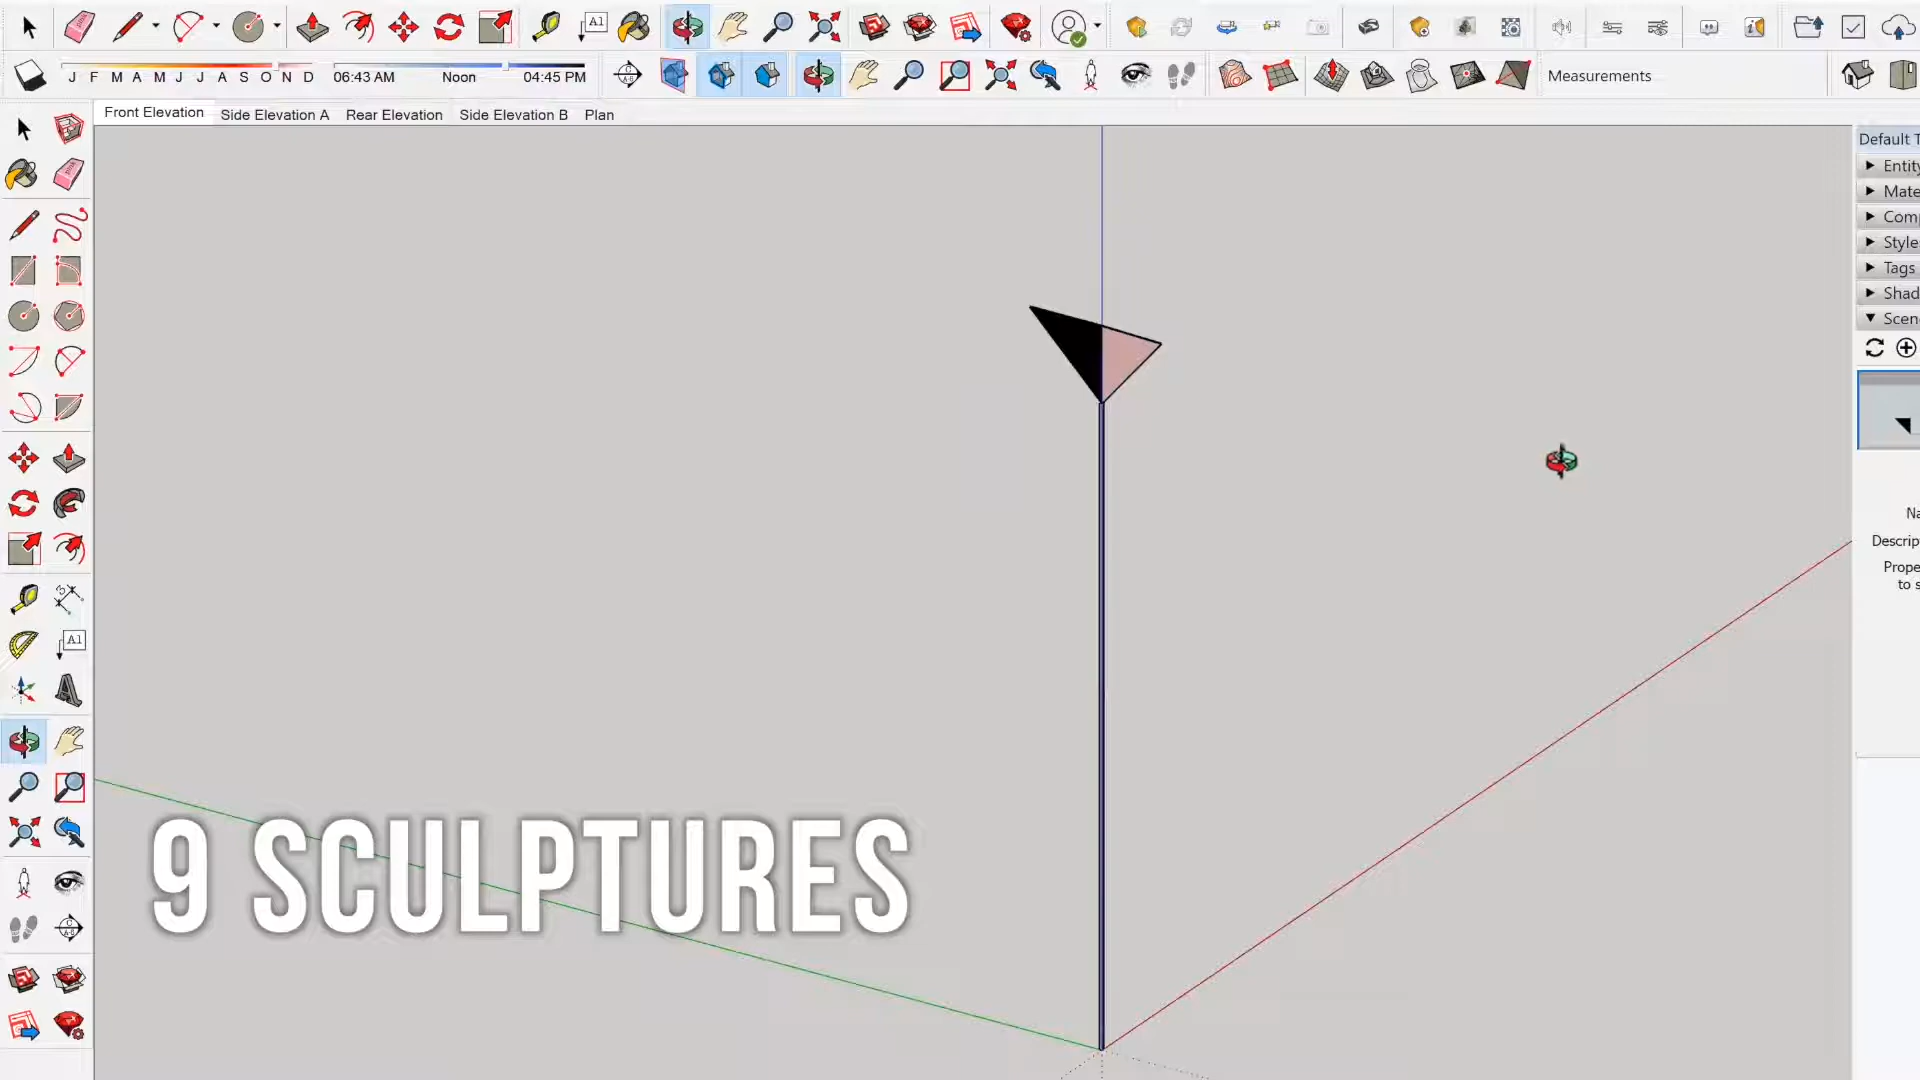 A1
J F M A M J J A S O N D
06:43 AM Noon 04:45 PM
Measurements
Front Elevation Side Elevation A Rear Elevation Side Elevation B Plan
Default T
Entity
Mate
Comp
Style
Tags
Shad
Scen
Na
Descrip
Prope
to s
A1
9 SCULPTURES